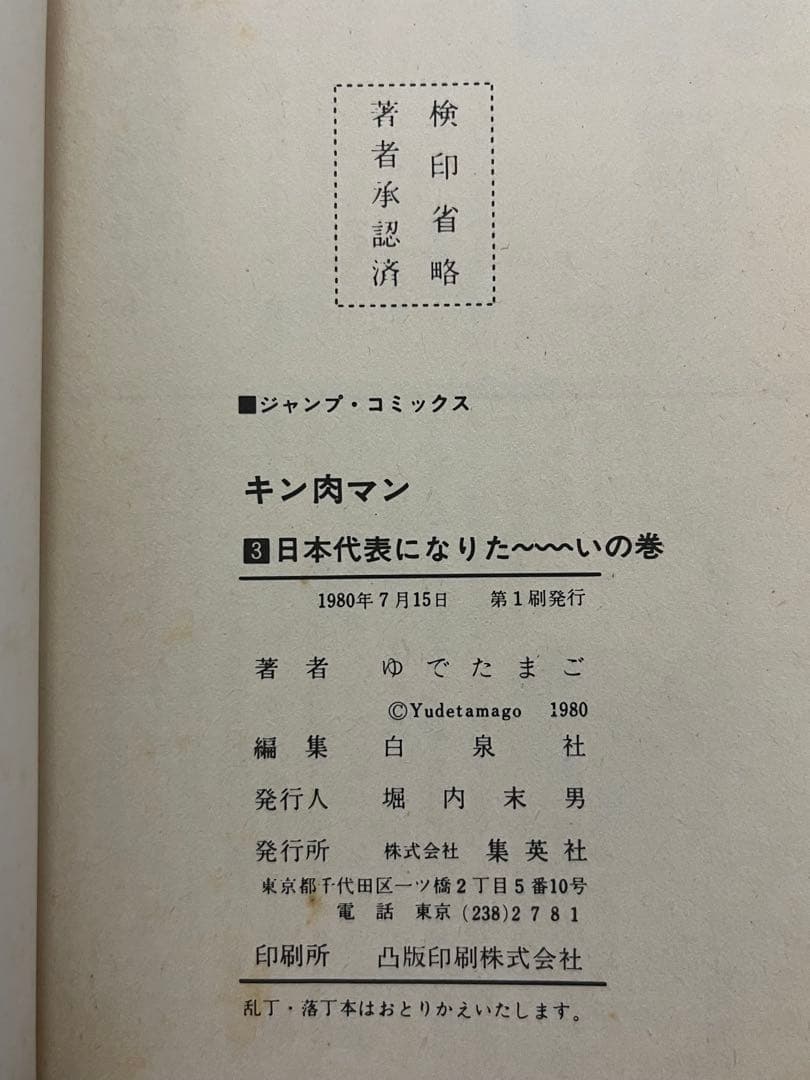 検印省略
著者承認済
■ジャンプ・コミックス
キン肉マン
3日本代表になりた〜〜〜いの巻
1980年7月15日 第1刷発行
著者 ゆでたまご
©Yudetamago 1980
編集 白泉社
発行人 堀内末男
発行所 株式会社 集英社
東京都千代田区一ツ橋2丁目5番10号
電話 東京 (238)2781
印刷所 凸版印刷株式会社
乱丁・落丁本はおとりかえいたします。